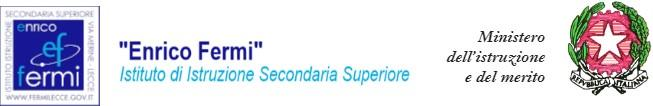 SECONDARIA SUPERIORE
ISTITUTO ISTRUZIONE
VIA MERINE - LECCE
enrico
ef
fermi
WWW.FERMILECCE.GOV.IT
"Enrico Fermi"
Istituto di Istruzione Secondaria Superiore
Ministero
dell'istruzione
e del merito
REPVBBLICA ITALIANA